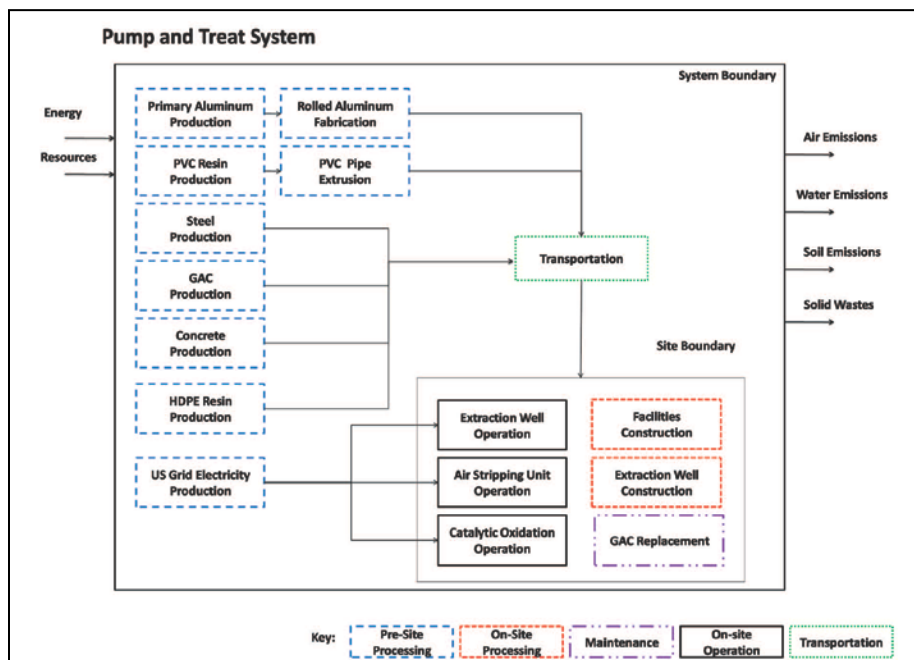 Pump and Treat System
System Boundary
Energy
Resources
Primary Aluminum
Production
Rolled Aluminum
Fabrication
PVC Resin
Production
PVC Pipe
Extrusion
Steel
Production
GAC
Production
Concrete
Production
HDPE Resin
Production
US Grid Electricity
Production
Transportation
Site Boundary
Extraction Well
Operation
Facilities
Construction
Air Stripping Unit
Operation
Extraction Well
Construction
Catalytic Oxidation
Operation
GAC Replacement
Air Emissions
Water Emissions
Soil Emissions
Solid Wastes
Key:
Pre-Site
Processing
On-Site
Processing
Maintenance
On-site
Operation
Transportation